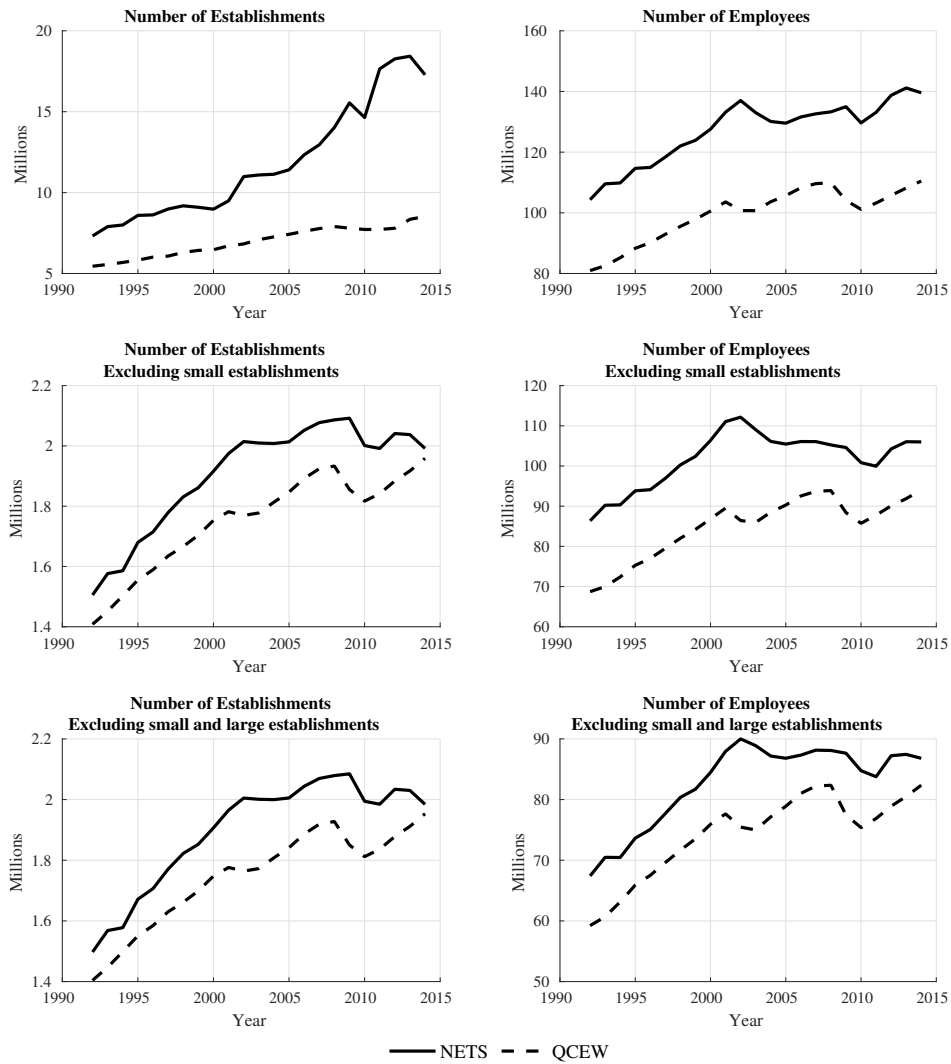 Number of Establishments
20
15
10
5
Millions
1990 1995 2000 2005 2010 2015
Year
Number of Employees
160
140
120
100
80
Millions
1990 1995 2000 2005 2010 2015
Year
Number of Establishments
Excluding small establishments
2.2
2
1.8
1.6
1.4
Millions
1990 1995 2000 2005 2010 2015
Year
Number of Employees
Excluding small establishments
120
110
100
90
80
70
60
Millions
1990 1995 2000 2005 2010 2015
Year
Number of Establishments
Excluding small and large establishments
2.2
2
1.8
1.6
1.4
Millions
1990 1995 2000 2005 2010 2015
Year
Number of Employees
Excluding small and large establishments
90
80
70
60
50
Millions
1990 1995 2000 2005 2010 2015
Year
NETS QCEW